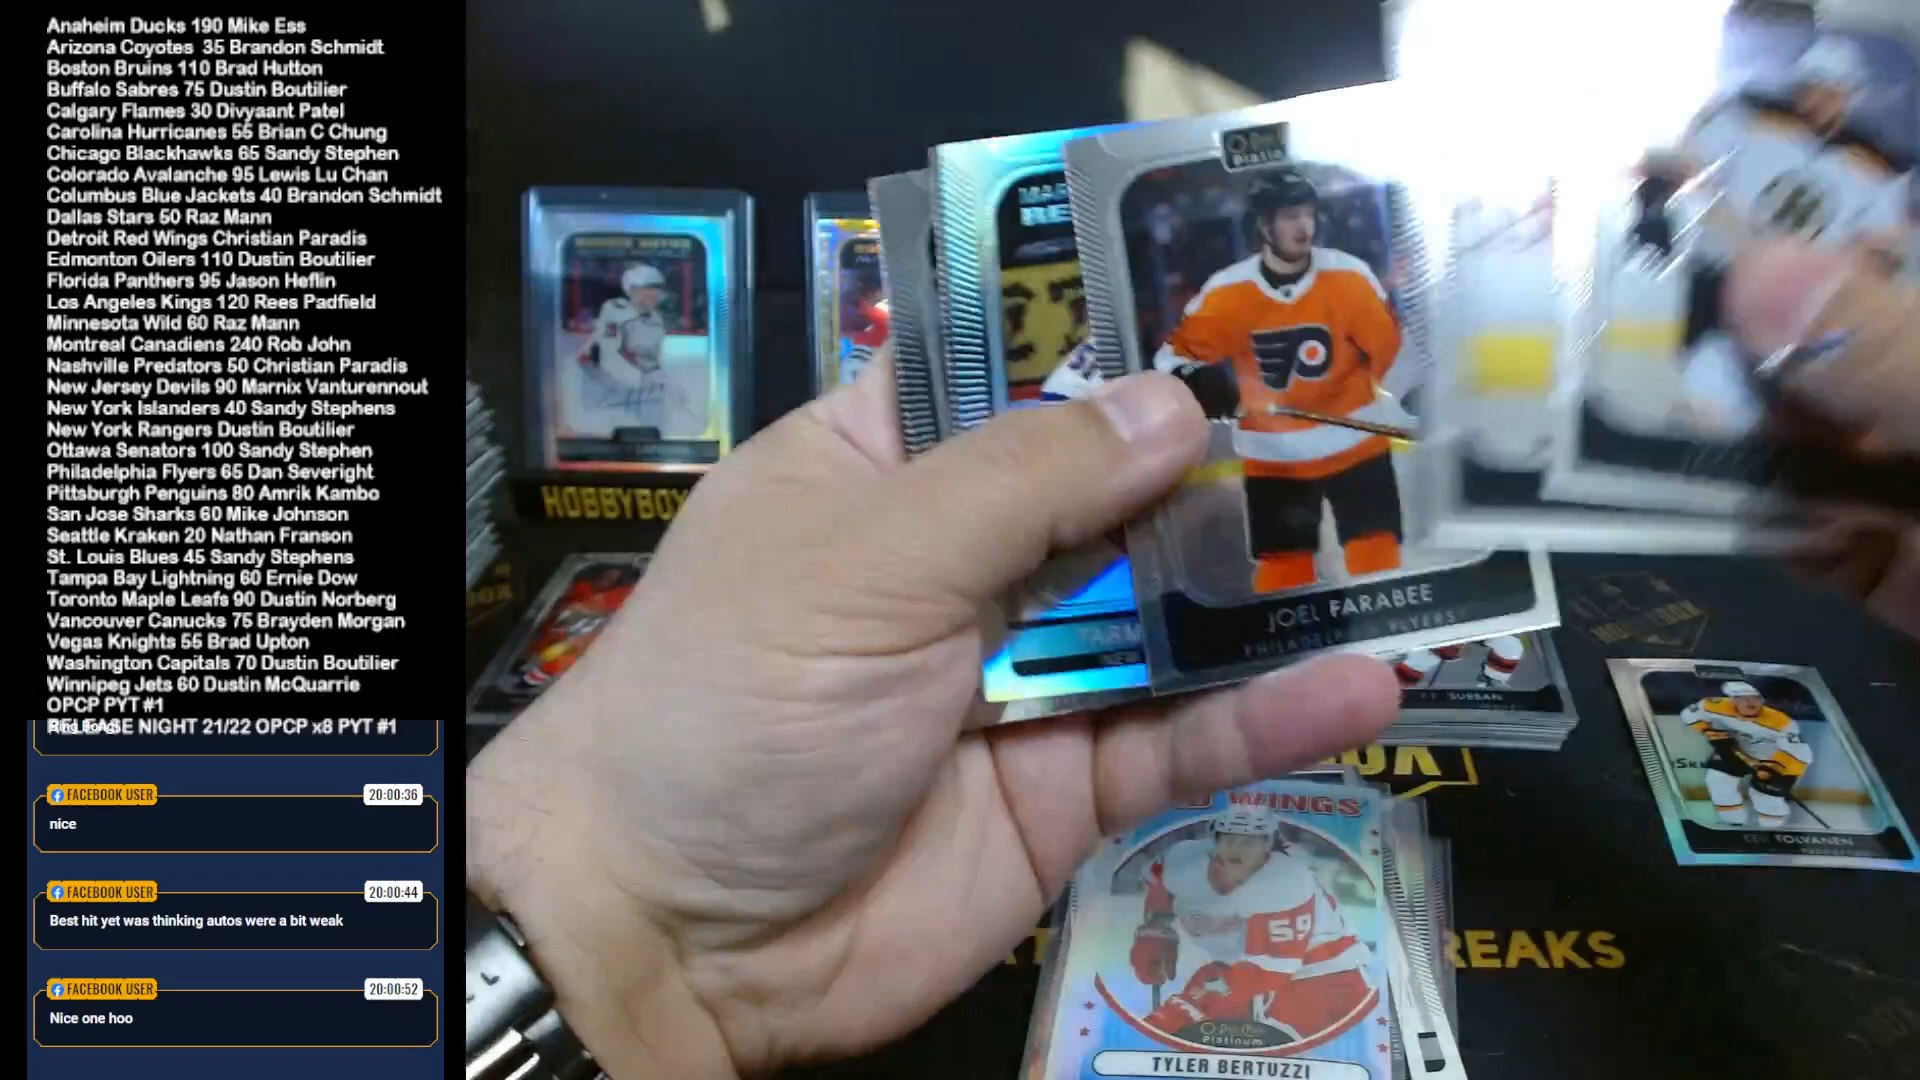 Anaheim Ducks 190 Mike Ess
Arizona Coyotes 35 Brandon Schmidt
Boston Bruins 110 Brad Hutton
Buffalo Sabres 75 Dustin Boutilier
Calgary Flames 30 Divyaant Patel
Carolina Hurricanes 55 Brian C Chung
Chicago Blackhawks 65 Sandy Stephen
Colorado Avalanche 95 Lewis Lu Chan
Columbus Blue Jackets 40 Brandon Schmidt
Dallas Stars 50 Raz Mann
Detroit Red Wings Christian Paradis
Edmonton Oilers 110 Dustin Boutilier
Florida Panthers 95 Jason Heflin
Los Angeles Kings 120 Rees Padfield
Minnesota Wild 60 Raz Mann
Montreal Canadiens 240 Rob John
Nashville Predators 50 Christian Paradis
New Jersey Devils 90 Marnix Vanturennout
New York Islanders 40 Sandy Stephens
New York Rangers Dustin Boutilier
Ottawa Senators 100 Sandy Stephen
Philadelphia Flyers 65 Dan Severight
Pittsburgh Penguins 80 Amrik Kambo
San Jose Sharks 60 Mike Johnson
Seattle Kraken 20 Nathan Franson
St. Louis Blues 45 Sandy Stephens
Tampa Bay Lightning 60 Ernie Dow
Toronto Maple Leafs 90 Dustin Norberg
Vancouver Canucks 75 Brayden Morgan
Vegas Knights 55 Brad Upton
Washington Capitals 70 Dustin Boutilier
Winnipeg Jets 60 Dustin McQuarrie
OPCP PYT #1
RELEASE NIGHT 21/22 OPCP x8 PYT #1
FACEBOOK USER 20:00:36
nice
FACEBOOK USER 20:00:44
Best hit yet was thinking autos were a bit weak
FACEBOOK USER 20:00:52
Nice one hoo
HOBBYBOX
JOEL FARABEE
PHILADELPHIA FLYERS
SUBBAN
TOLVANEN
WINGS
59
O-Pee-Chee
Platinum
TYLER BERTUZZI
REAKS